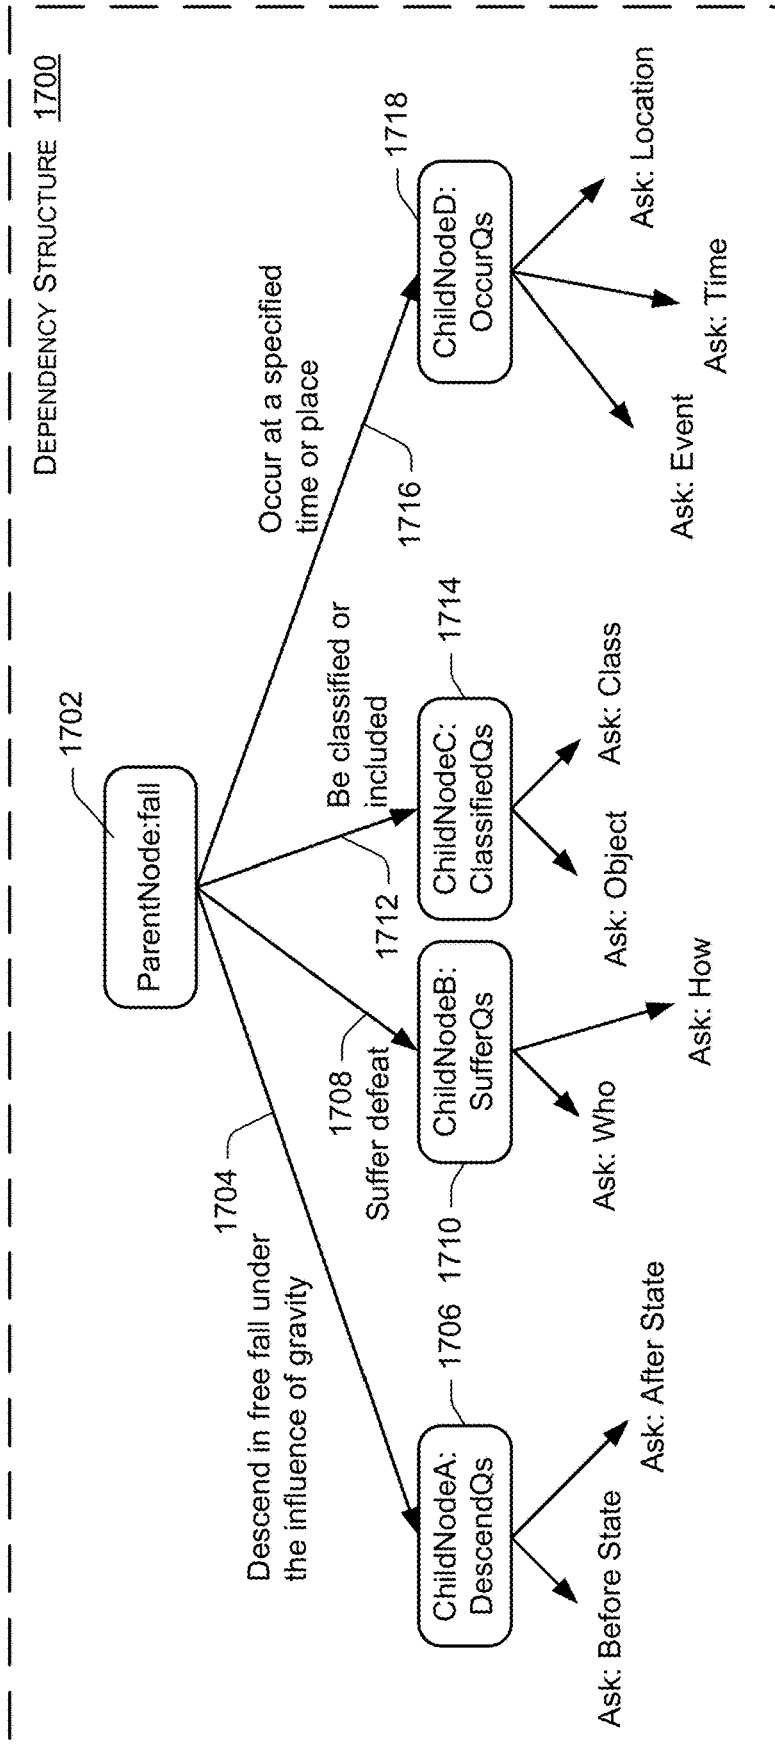 DEPENDENCY STRUCTURE 1700
1702
ParentNode:fall
1704
Descend in free fall under
the influence of gravity
1708
Suffer defeat
1712
Be classified or
included
Occur at a specified
time or place
1716
1706
ChildNodeA:
DescendQs
1710
ChildNodeB:
SufferQs
1714
ChildNodeC:
ClassifiedQs
1718
ChildNodeD:
OccurQs
Ask: Before State
Ask: After State
Ask: Who
Ask: How
Ask: Object
Ask: Class
Ask: Event
Ask: Time
Ask: Location